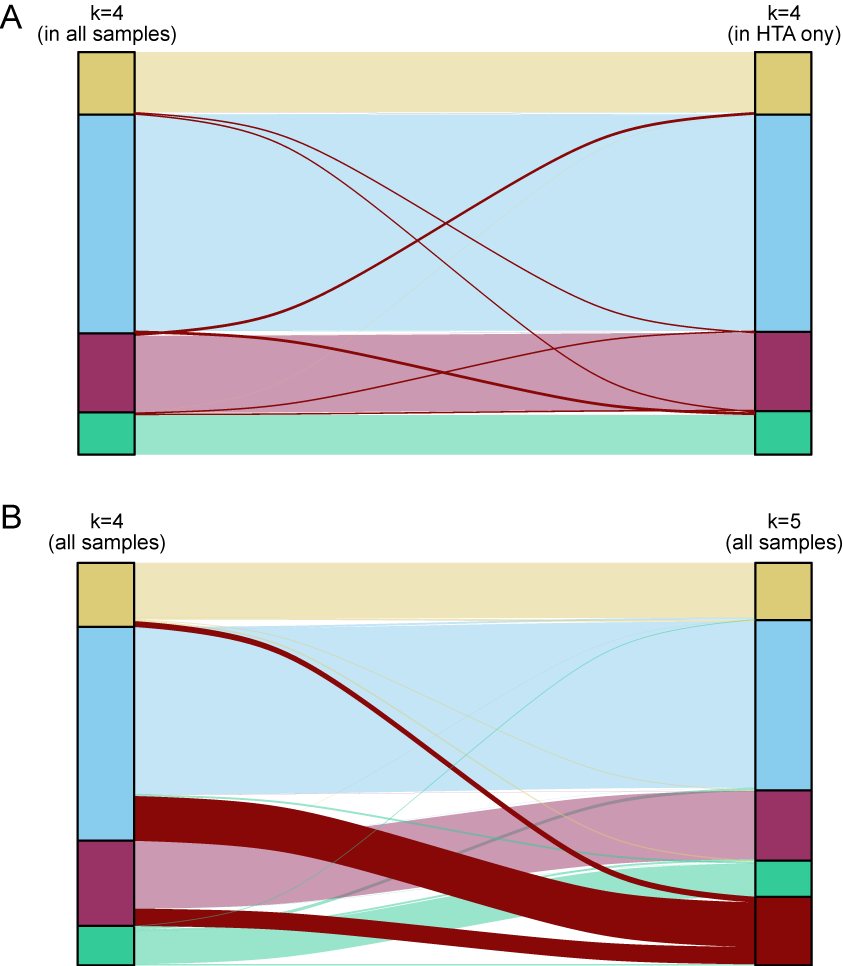 A
k=4
(in all samples)
k=4
(in HTA ony)
B
k=4
(all samples)
k=5
(all samples)